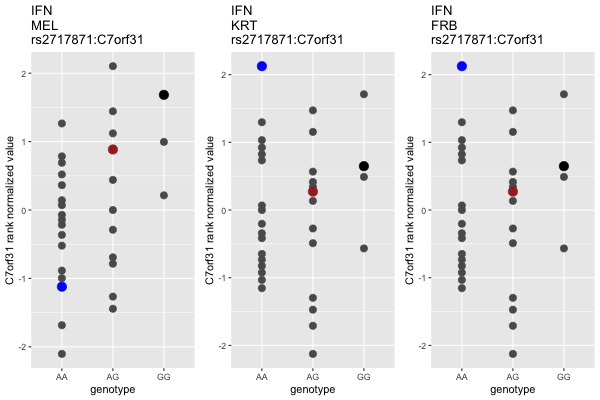 IFN
MEL
rs2717871:C7orf31
C7orf31 rank normalized value
2
1
0
-1
-2
AA
AG
GG
genotype
IFN
KRT
rs2717871:C7orf31
C7orf31 rank normalized value
2
1
0
-1
-2
AA
AG
GG
genotype
IFN
FRB
rs2717871:C7orf31
C7orf31 rank normalized value
2
1
0
-1
-2
AA
AG
GG
genotype